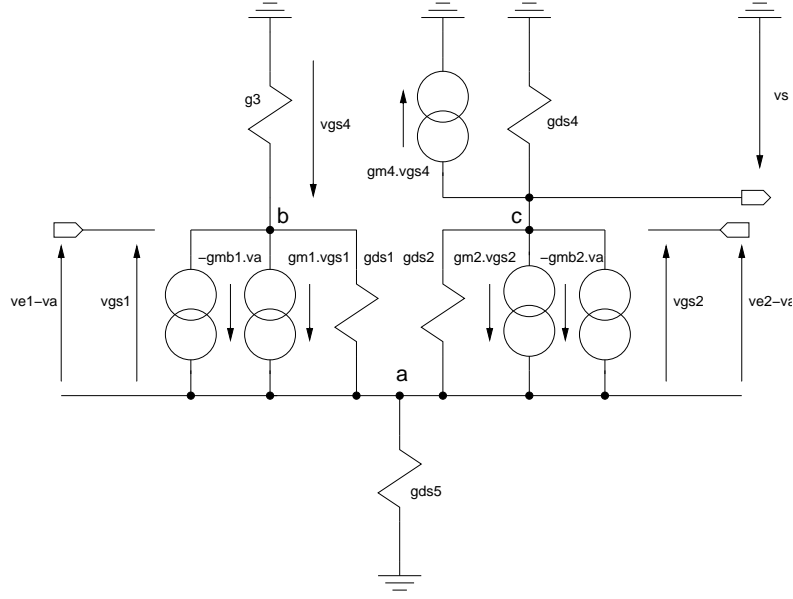 g3
vgs4
gm4.vgs4
gds4
vs
b
c
ve1-va
vgs1
-gmb1.va
gm1.vgs1
gds1
gds2
gm2.vgs2
-gmb2.va
vgs2
ve2-va
a
gds5